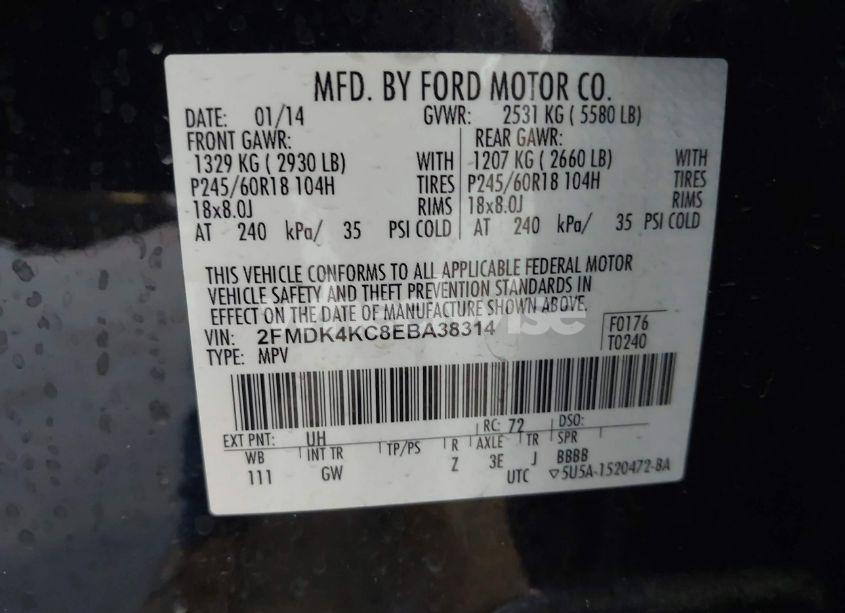 MFD. BY FORD MOTOR CO.
DATE: 01/14 GVWR: 2531 KG ( 5580 LB)
FRONT GAWR: REAR GAWR:
1329 KG ( 2930 LB) WITH 1207 KG ( 2660 LB) WITH
P245/60R18 104H TIRES P245/60R18 104H TIRES
18x8.0J RIMS 18x8.0J RIMS
AT 240 kPa/ 35 PSI COLD AT 240 kPa/ 35 PSI COLD
THIS VEHICLE CONFORMS TO ALL APPLICABLE FEDERAL MOTOR
VEHICLE SAFETY AND THEFT PREVENTION STANDARDS IN
EFFECT ON THE DATE OF MANUFACTURE SHOWN ABOVE.
VIN: 2FMDK4KC8EBA38314 F0176
TYPE: MPV T0240
EXT PNT: UH RC: 72 DSO:
WB INT TR TP/PS R AXLE TR SPR
111 GW Z 3E J BBBB
UTC ▽5U5A-1520472-BA